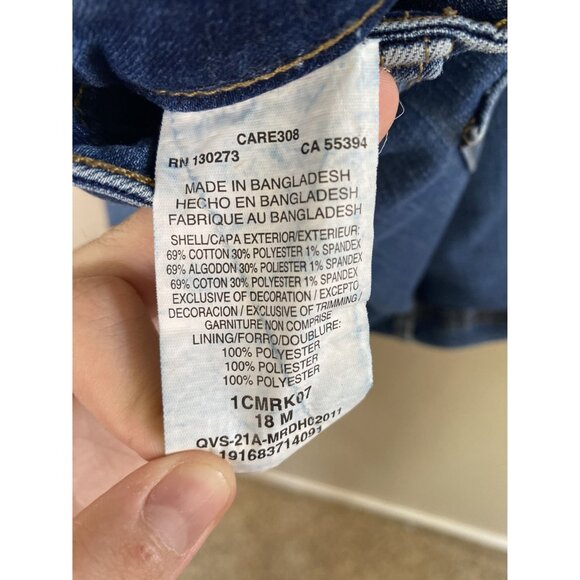 CARE308
RN 130273 CA 55394
MADE IN BANGLADESH
HECHO EN BANGLADESH
FABRIQUE AU BANGLADESH
SHELL/CAPA EXTERIOR/EXTERIEUR:
69% COTTON 30% POLYESTER 1% SPANDEX
69% ALGODON 30% POLYESTER 1% SPANDEX
69% COTON 30% POLYESTER 1% SPANDEX
EXCLUSIVE OF DECORATION / EXCEPTO
DECORACION / EXCLUSIVE OF TRIMMING /
GARNITURE NON COMPRISE
LINING/FORRO/DOUBLURE:
100% POLYESTER
100% POLYESTER
100% POLYESTER
1CMRK07
18 M
QVS-21A-MRDH02011
191683714091